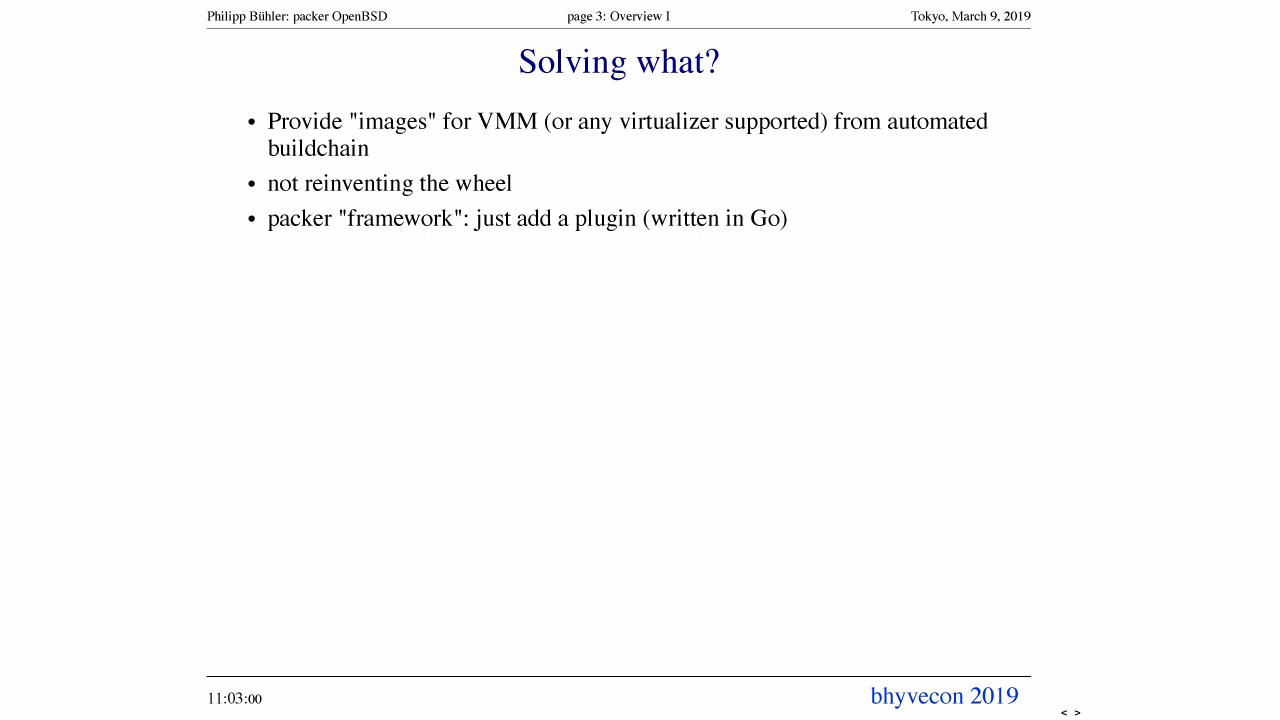 Philipp Bühler: packer OpenBSD page 3: Overview I Tokyo, March 9, 2019
Solving what?
• Provide "images" for VMM (or any virtualizer supported) from automated
buildchain
• not reinventing the wheel
• packer "framework": just add a plugin (written in Go)
11:03:00 bhyvecon 2019
< >